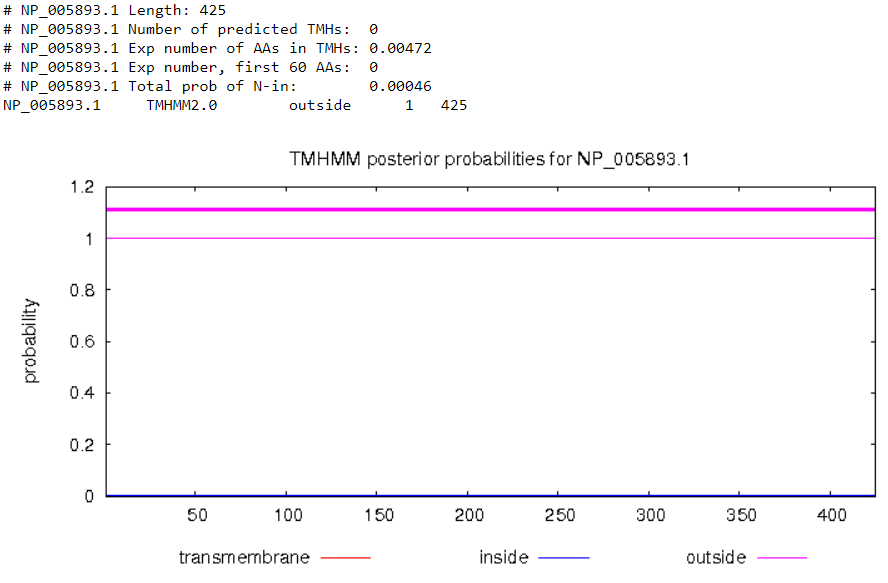 # NP_005893.1 Length: 425
# NP_005893.1 Number of predicted TMHs:  0
# NP_005893.1 Exp number of AAs in TMHs: 0.00472
# NP_005893.1 Exp number, first 60 AAs:  0
# NP_005893.1 Total prob of N-in:        0.00046
NP_005893.1     TMHMM2.0        outside      1   425
TMHMM posterior probabilities for NP_005893.1
1.2
1
0.8
0.6
0.4
0.2
0
probability
50 100 150 200 250 300 350 400
transmembrane inside outside